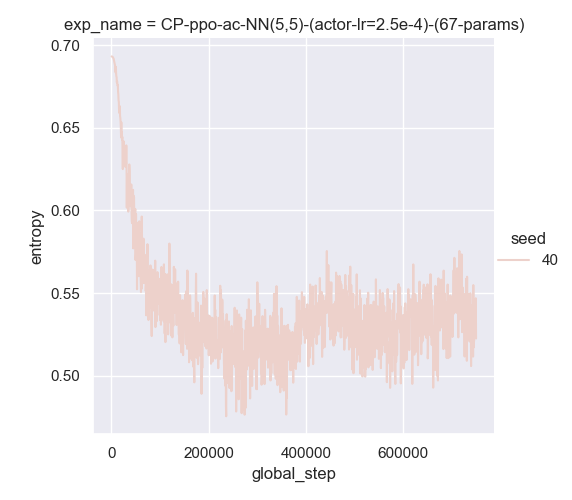 exp_name = CP-ppo-ac-NN(5,5)-(actor-lr=2.5e-4)-(67-params)
0.70
0.65
0.60
0.55
0.50
entropy
0 200000 400000 600000
global_step
seed
40